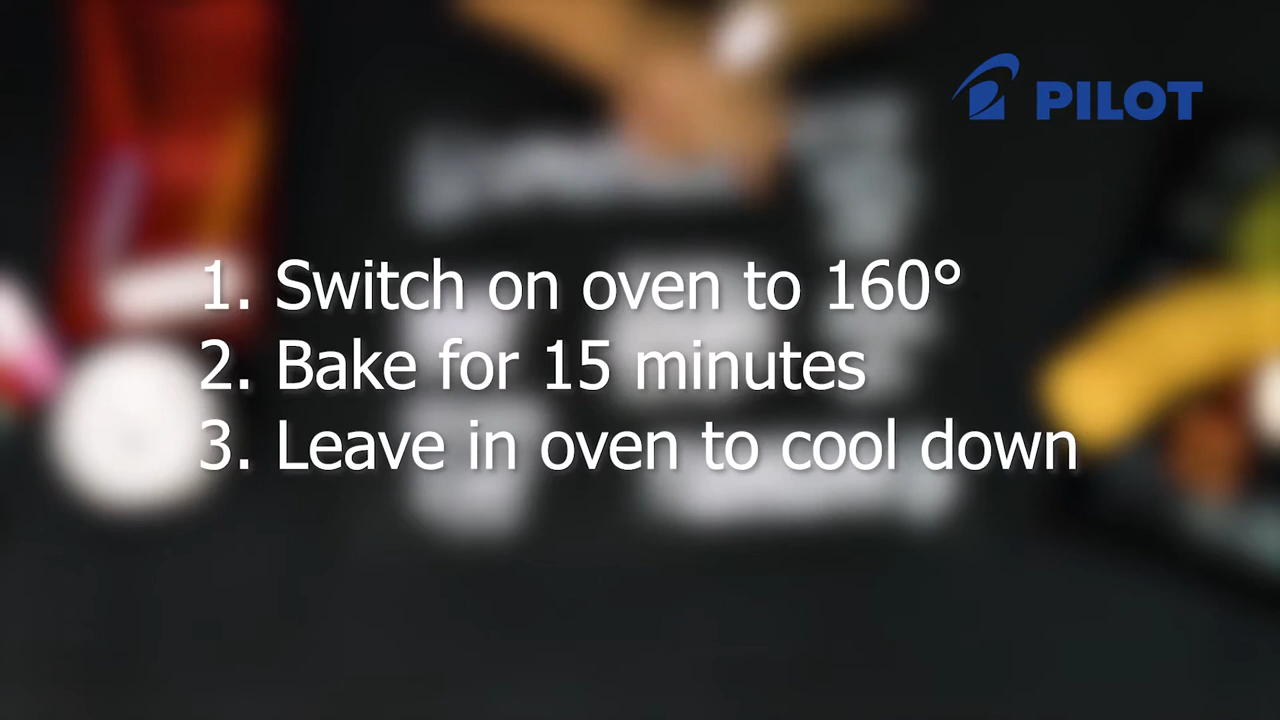 PILOT
1. Switch on oven to 160°
2. Bake for 15 minutes
3. Leave in oven to cool down